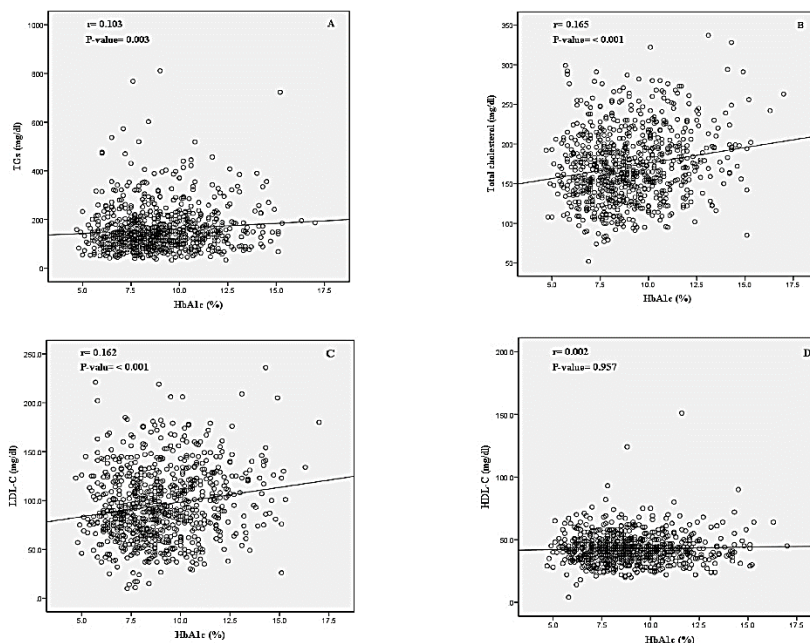 r= 0.103
P-value= 0.003
A
TGs (mg/dl)
1000
800
600
400
200
0
5.0 7.5 10.0 12.5 15.0 17.5
HbA1c (%)
r= 0.165
P-value= < 0.001
B
Total cholesterol (mg/dl)
350
300
250
200
150
100
50
5.0 7.5 10.0 12.5 15.0 17.5
HbA1c (%)
r= 0.162
P-valu= < 0.001
C
LDL-C (mg/dl)
250.0
200.0
150.0
100.0
50.0
.0
5.0 7.5 10.0 12.5 15.0 17.5
HbA1c (%)
r= 0.002
P-value= 0.957
D
HDL-C (mg/dl)
200.0
150.0
100.0
50.0
0.0
5.0 7.5 10.0 12.5 15.0 17.5
HbA1c (%)